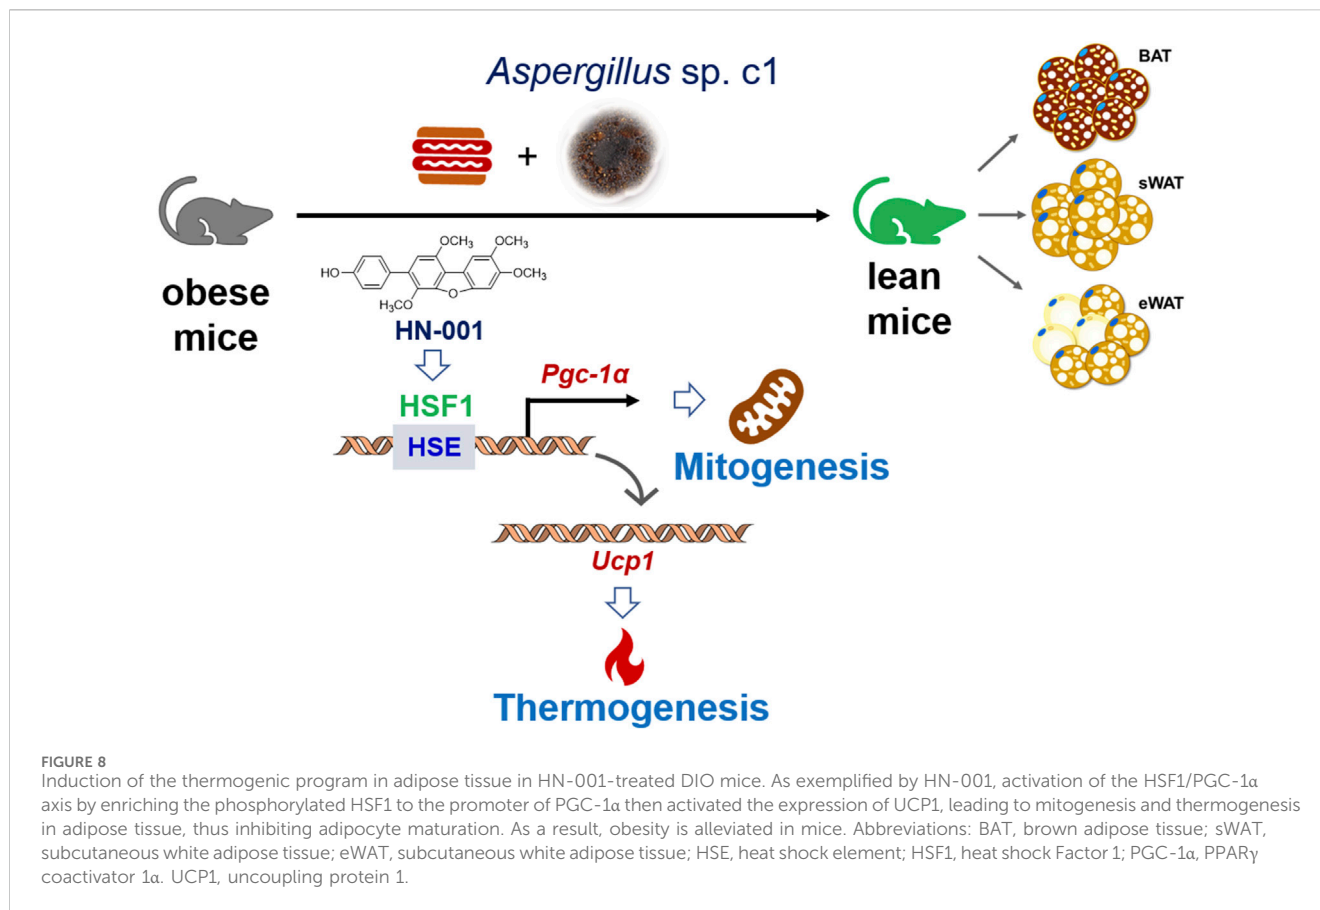 Aspergillus sp. c1
+
BAT
sWAT
eWAT
obese
mice
lean
mice
OCH₃
OCH₃
HO
OCH₃
H₃CO
O
HN-001
Pgc-1α
HSF1
HSE
Mitogenesis
Ucp1
Thermogenesis
FIGURE 8
Induction of the thermogenic program in adipose tissue in HN-001-treated DIO mice. As exemplified by HN-001, activation of the HSF1/PGC-1α
axis by enriching the phosphorylated HSF1 to the promoter of PGC-1α then activated the expression of UCP1, leading to mitogenesis and thermogenesis
in adipose tissue, thus inhibiting adipocyte maturation. As a result, obesity is alleviated in mice. Abbreviations: BAT, brown adipose tissue; sWAT,
subcutaneous white adipose tissue; eWAT, subcutaneous white adipose tissue; HSE, heat shock element; HSF1, heat shock Factor 1; PGC-1α, PPARγ
coactivator 1α. UCP1, uncoupling protein 1.